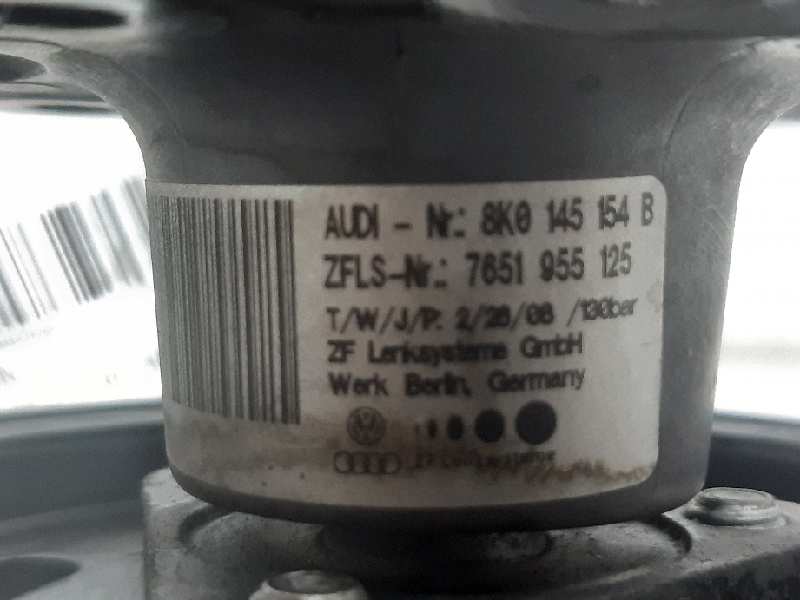 AUDI - Nr.: 8K0 145 154 B
ZFLS-Nr.: 7651 955 125
T/W/J/P. 2/26/08 /130bar
ZF Lenksysteme GmbH
Werk Berlin, Germany